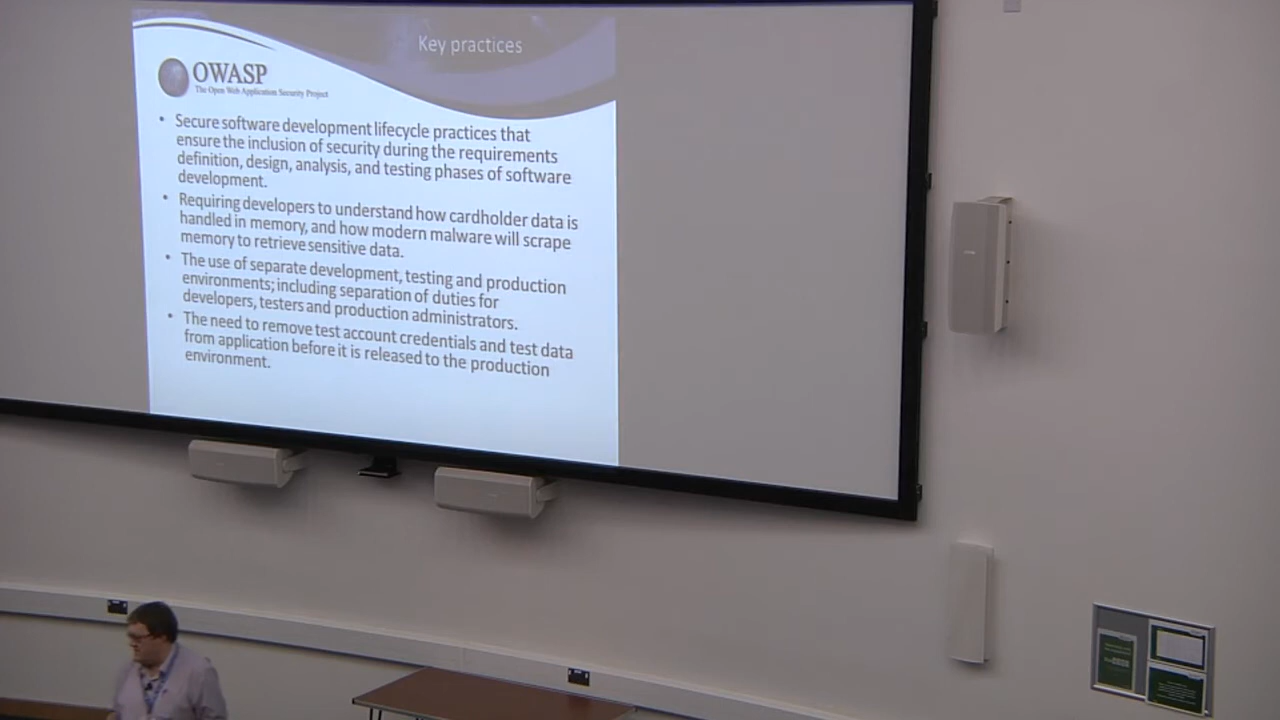 Key practices
OWASP
The Open Web Application Security Project
• Secure software development lifecycle practices that
ensure the inclusion of security during the requirements
definition, design, analysis, and testing phases of software
development.
• Requiring developers to understand how cardholder data is
handled in memory, and how modern malware will scrape
memory to retrieve sensitive data.
• The use of separate development, testing and production
environments; including separation of duties for
developers, testers and production administrators.
• The need to remove test account credentials and test data
from application before it is released to the production
environment.